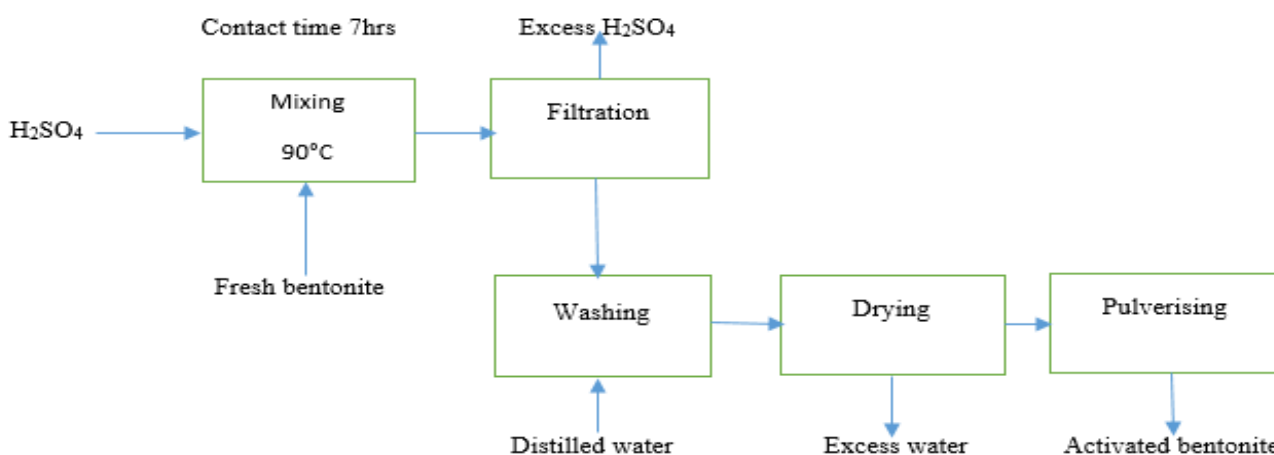 Contact time 7hrs
Excess H₂SO₄
Mixing
90°C
Filtration
H₂SO₄
Fresh bentonite
Washing
Drying
Pulverising
Distilled water
Excess water
Activated bentonite